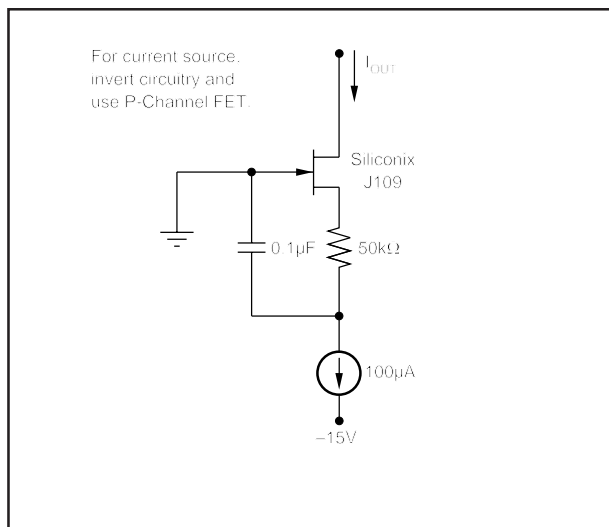 For current source,
invert circuitry and
use P-Channel FET.
I_OUT
Siliconix
J109
0.1µF
50kΩ
100µA
–15V